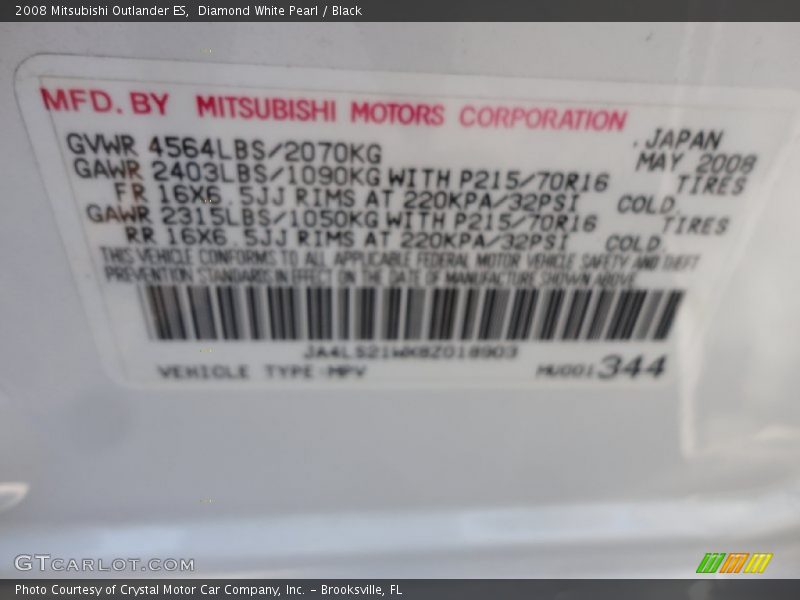 2008 Mitsubishi Outlander ES,  Diamond White Pearl / Black
MFD. BY MITSUBISHI MOTORS CORPORATION
GVWR 4564LBS/2070KG .JAPAN
MAY 2008
GAWR 2403LBS/1090KG WITH P215/70R16 TIRES
FR 16X6.5JJ RIMS AT 220KPA/32PSI COLD.
GAWR 2315LBS/1050KG WITH P215/70R16 TIRES
RR 16X6.5JJ RIMS AT 220KPA/32PSI COLD.
THIS VEHICLE CONFORMS TO ALL APPLICABLE FEDERAL MOTOR VEHICLE SAFETY AND THEFT
PREVENTION STANDARDS IN EFFECT ON THE DATE OF MANUFACTURE SHOWN ABOVE.
JA4LS21WX8Z018903
VEHICLE TYPE:MPV MU001344
GTCARLOT.COM
Photo Courtesy of Crystal Motor Car Company, Inc. – Brooksville, FL